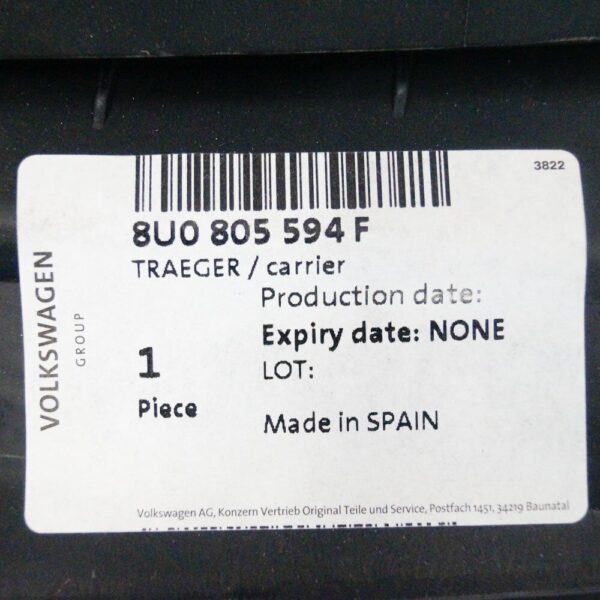 3822
8U0 805 594 F
TRAEGER / carrier
Production date:
Expiry date: NONE
1
LOT:
Piece
Made in SPAIN
VOLKSWAGEN
GROUP
Volkswagen AG, Konzern Vertrieb Original Teile und Service, Postfach 1451, 34219 Baunatal